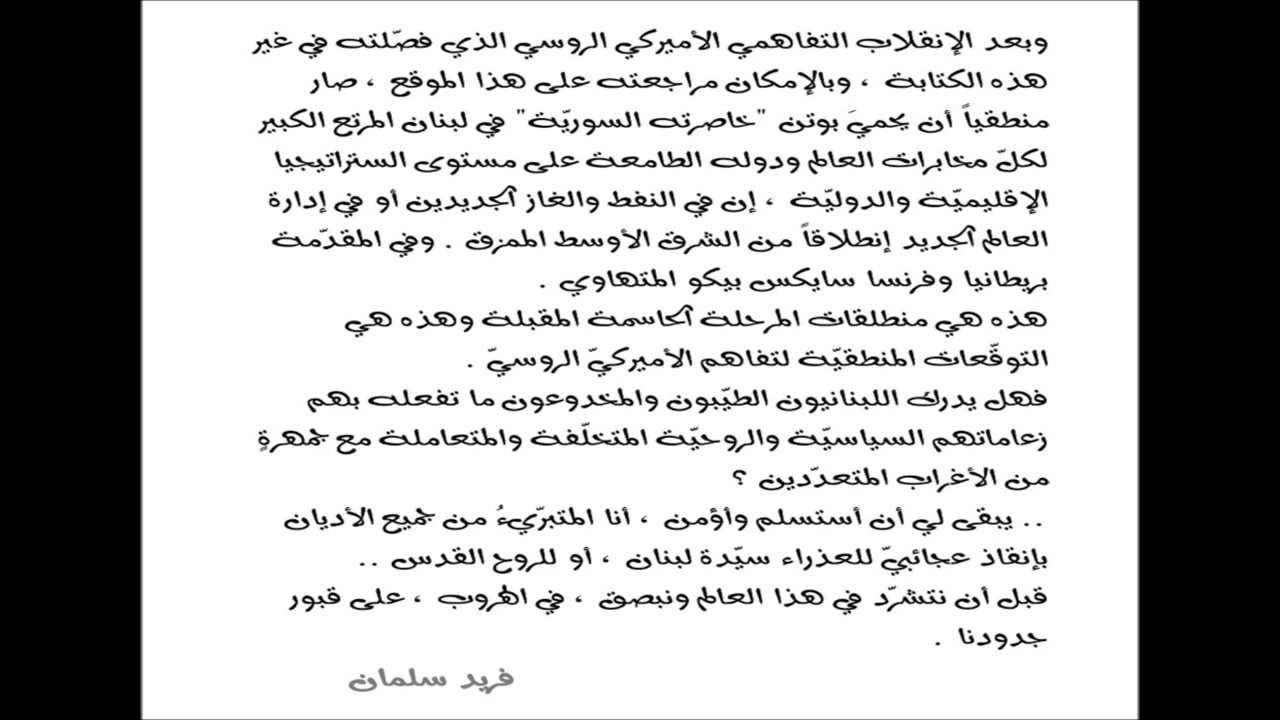 وبعد الإنقلاب التفاهمي الأميركي الروسي الذي فصّلته في غير
هذه الكتابة ، وبالإمكان مراجعته على هذا الموقع ، صار
منطقياً أن يحميَ بوتن "خاصرته السوريّة" في لبنان المرتع الكبير
لكلّ مخابرات العالم ودوله الطامعة على مستوى الستراتيجيا
الإقليميّة والدوليّة ، إن في النفط والغاز الجديدين أو في إدارة
العالم الجديد إنطلاقاً من الشرق الأوسط الممزق . وفي المقدّمة
بريطانيا وفرنسا سايكس بيكو المتهاوي .
هذه هي منطلقات المرحلة الحاسمة المقبلة وهذه هي
التوقّعات المنطقيّة لتفاهم الأميركيّ الروسيّ .
فهل يدرك اللبنانيون الطيّبون والمخدوعون ما تفعله بهم
زعاماتهم السياسيّة والروحيّة المتخلّفة والمتعاملة مع جمهرةٍ
من الأغراب المتعدّدين ؟
.. يبقى لي أن أستسلم وأؤمن ، أنا المتبرّيءُ من جميع الأديان
بإنقاذ عجائبيّ للعذراء سيّدة لبنان ، أو للروح القدس ..
قبل أن نتشرّد في هذا العالم ونبصق ، في الهروب ، على قبور
جدودنا .
فريد سلمان